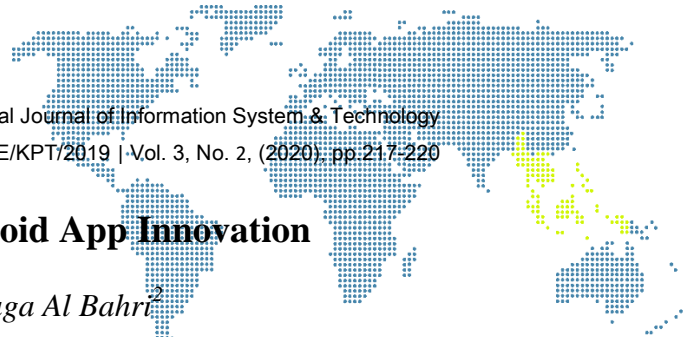 al Journal of Information System & Technology
E/KPT/2019 | Vol. 3, No. 2, (2020), pp.217-220
oid App Innovation
aga Al Bahri²